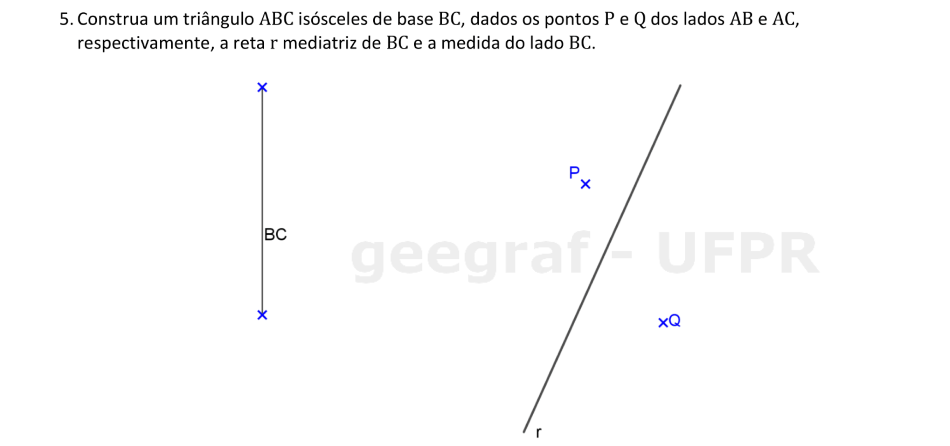 5. Construa um triângulo ABC isósceles de base BC, dados os pontos P e Q dos lados AB e AC,
respectivamente, a reta r mediatriz de BC e a medida do lado BC.
P
BC
geegraf - UFPR
Q
r